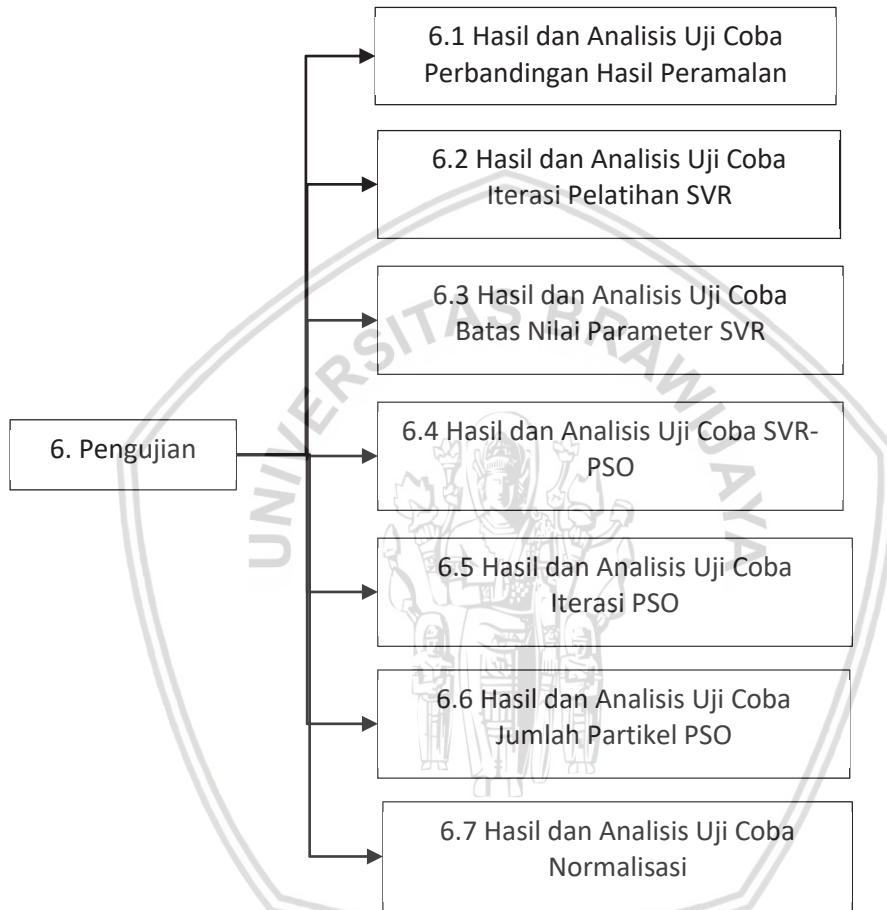 6.1 Hasil dan Analisis Uji Coba
Perbandingan Hasil Peramalan
6.2 Hasil dan Analisis Uji Coba
Iterasi Pelatihan SVR
6.3 Hasil dan Analisis Uji Coba
Batas Nilai Parameter SVR
6. Pengujian
6.4 Hasil dan Analisis Uji Coba SVR-
PSO
6.5 Hasil dan Analisis Uji Coba
Iterasi PSO
6.6 Hasil dan Analisis Uji Coba
Jumlah Partikel PSO
6.7 Hasil dan Analisis Uji Coba
Normalisasi
UNIVERSITAS BRAWIJAYA